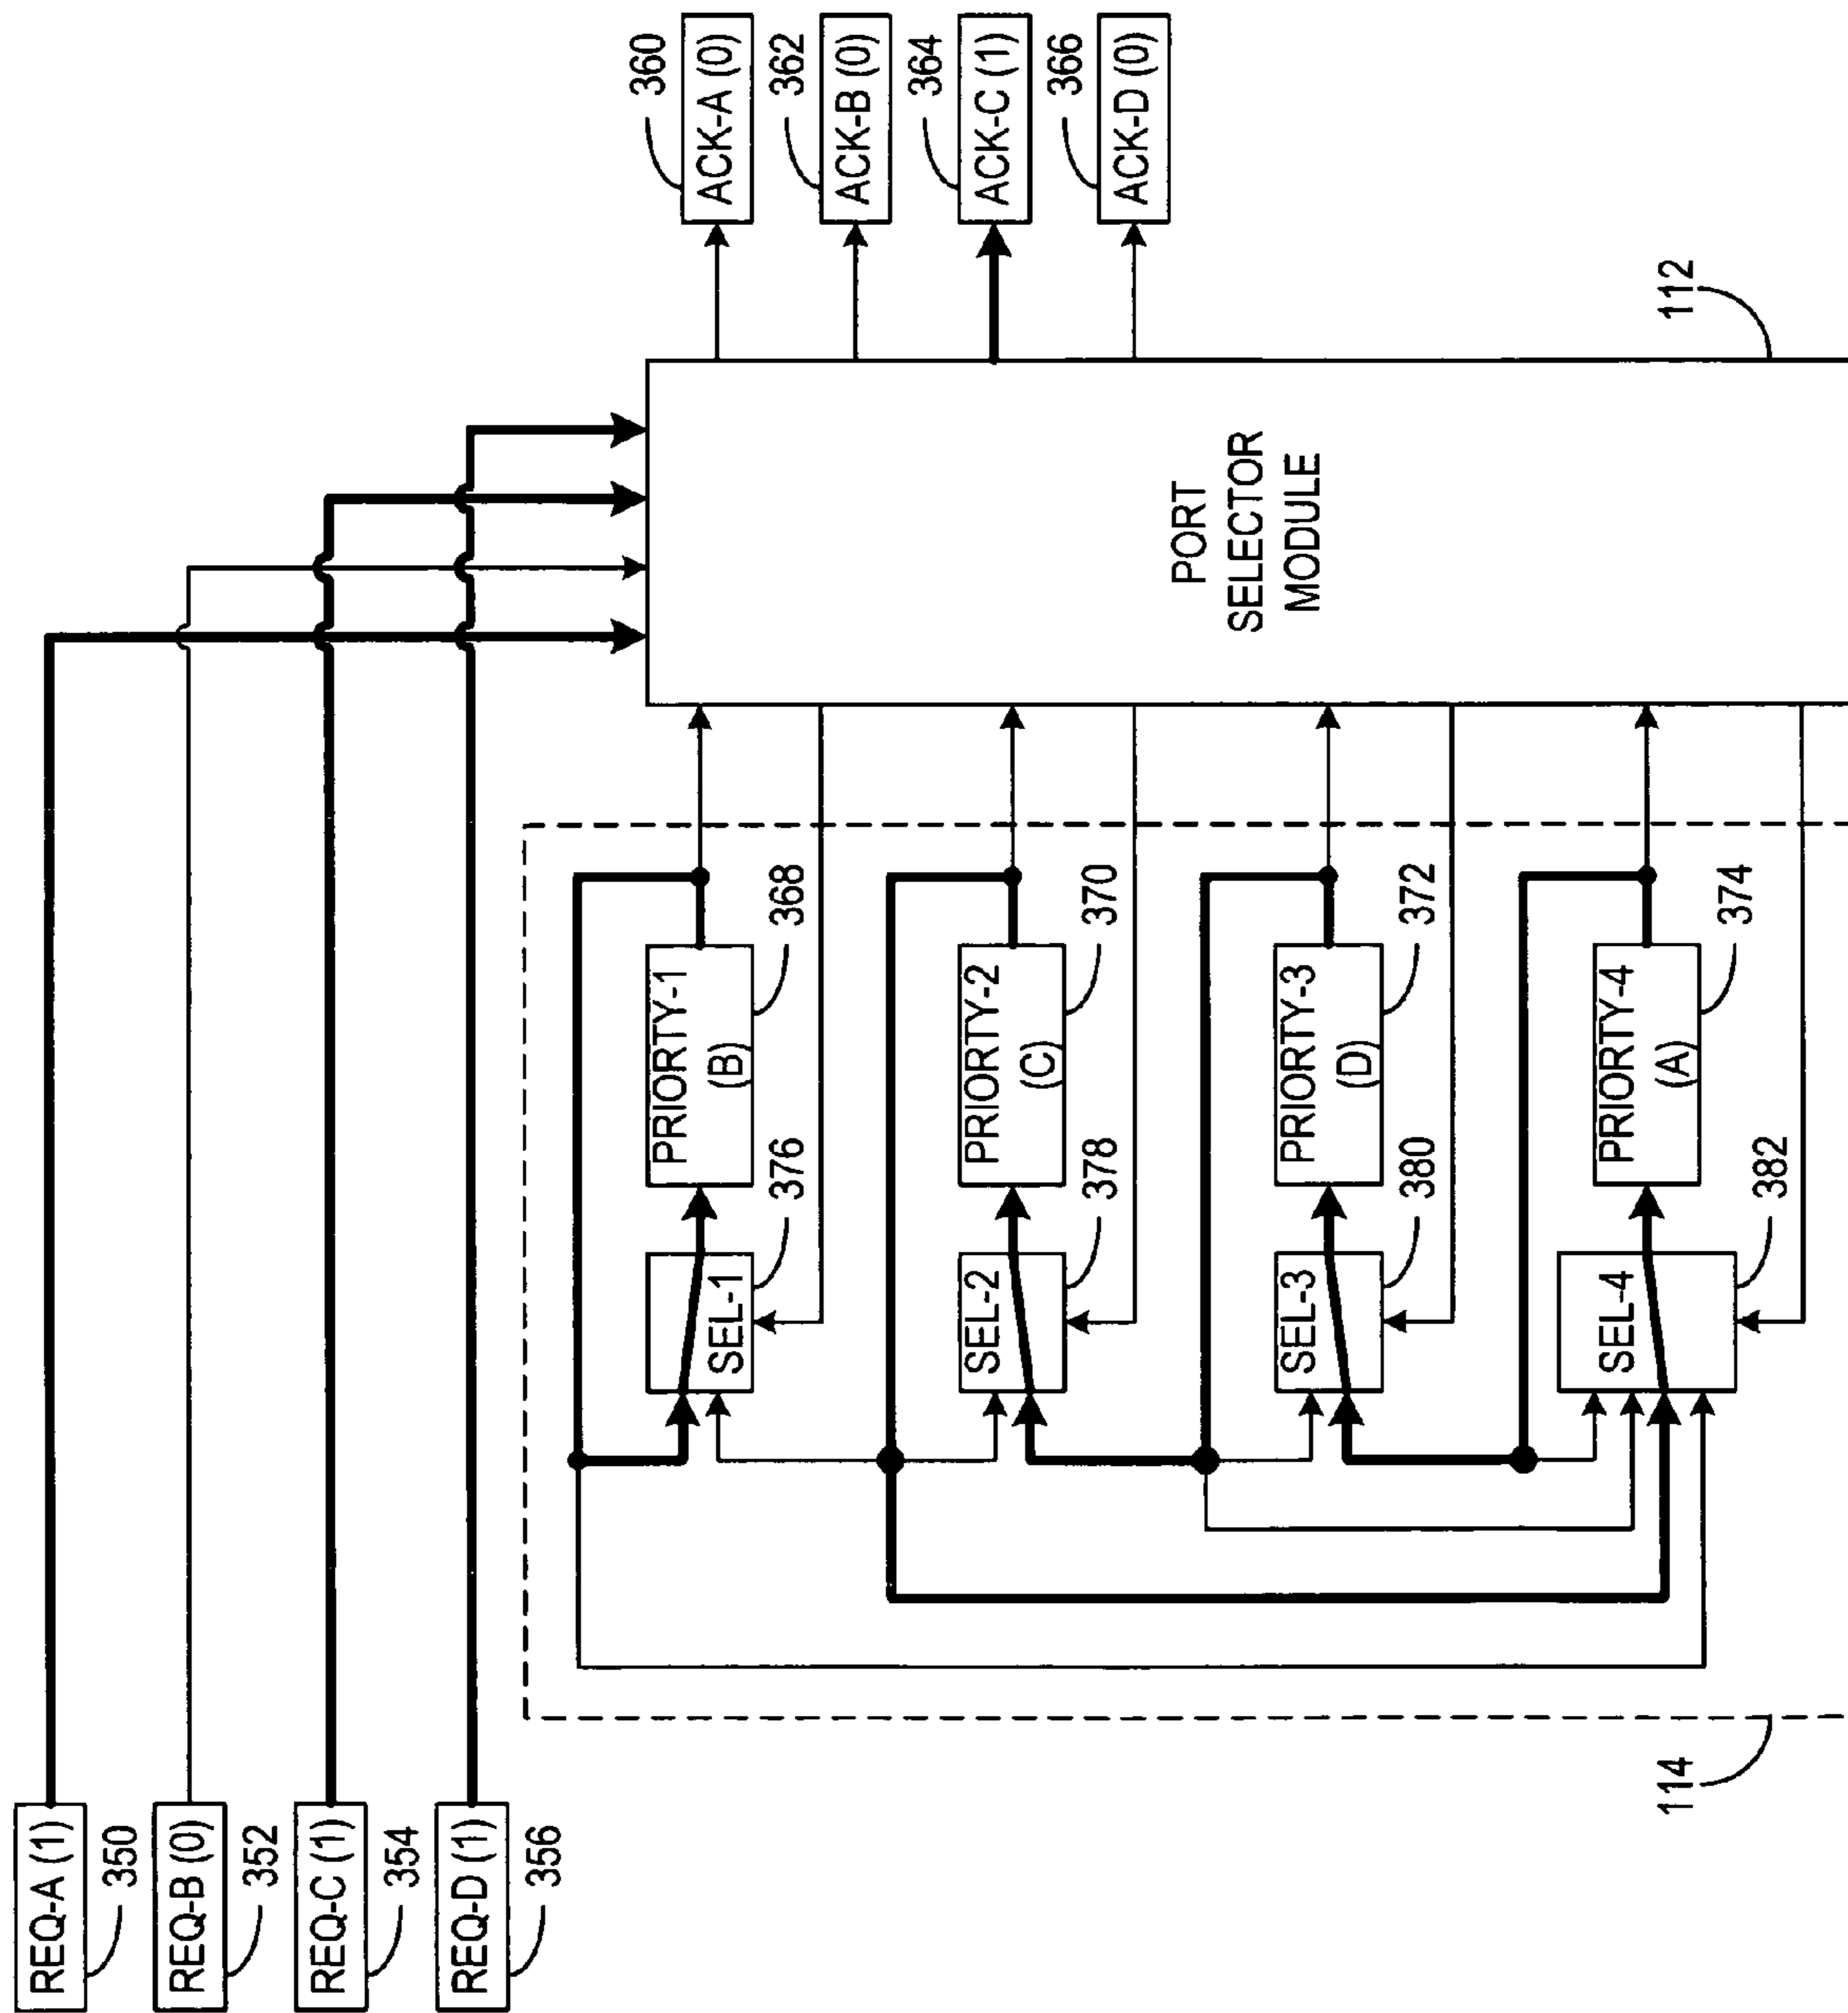 REQ-A (1)
350
REQ-B (0)
352
REQ-C (1)
354
REQ-D (1)
356
114
SEL-1
376
PRIORTY-1
(B)
368
SEL-2
378
PRIORTY-2
(C)
370
SEL-3
380
PRIORTY-3
(D)
372
SEL-4
382
PRIORTY-4
(A)
374
PORT
SELECTOR
MODULE
112
ACK-A (0)
360
ACK-B (0)
362
ACK-C (1)
364
ACK-D (0)
366